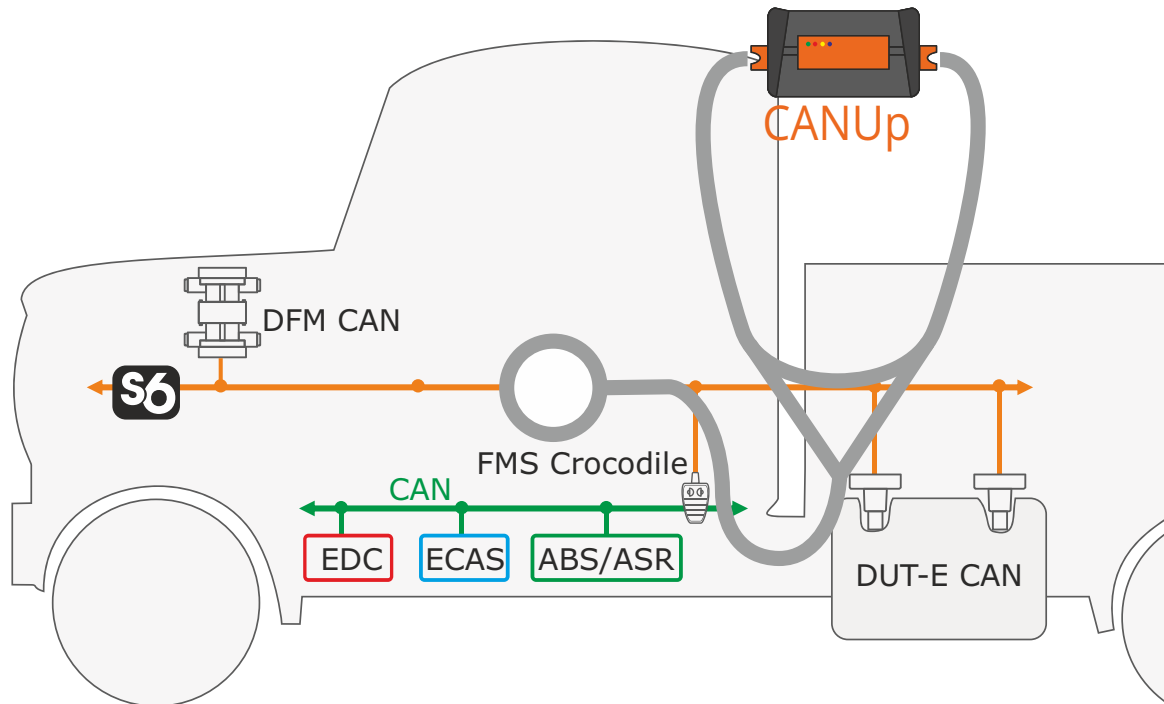 CANUp
DFM CAN
S6
FMS Crocodile
CAN
EDC
ECAS
ABS/ASR
DUT-E CAN